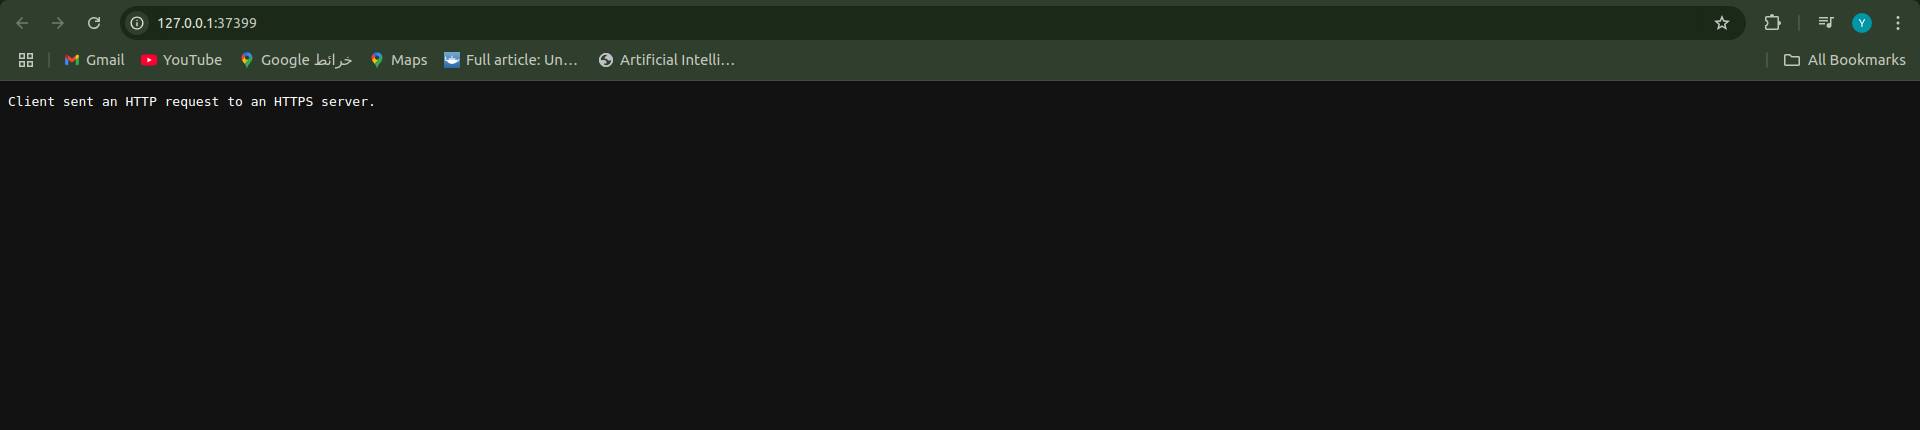 127.0.0.1:37399
Y
Gmail YouTube Google خرائط Maps Full article: Un... Artificial Intelli... All Bookmarks
Client sent an HTTP request to an HTTPS server.